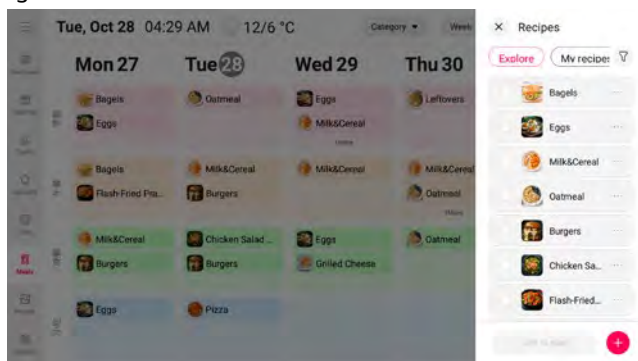 Tue, Oct 28 04:29 AM 12/6 °C
Category
Week
Mon 27
Tue 28
Wed 29
Thu 30
Bagels
Eggs
Oatmeal
Eggs
Milk&Cereal
Leftovers
Bagels
Flash-Fried Pra...
Milk&Cereal
Burgers
Milk&Cereal
Milk&Cereal
Oatmeal
Milk&Cereal
Burgers
Chicken Salad ...
Burgers
Eggs
Grilled Cheese
Oatmeal
Eggs
Pizza
Meals
Recipes
Explore
My recipes
Bagels
Eggs
Milk&Cereal
Oatmeal
Burgers
Chicken Sa...
Flash-Fried...